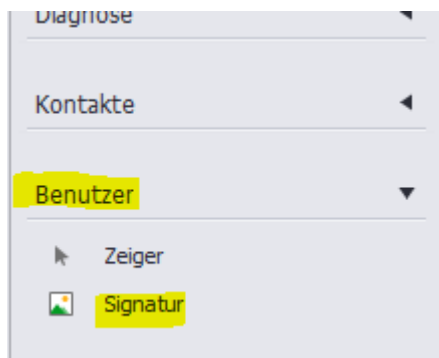 Diagnose
Kontakte
Benutzer
Zeiger
Signatur